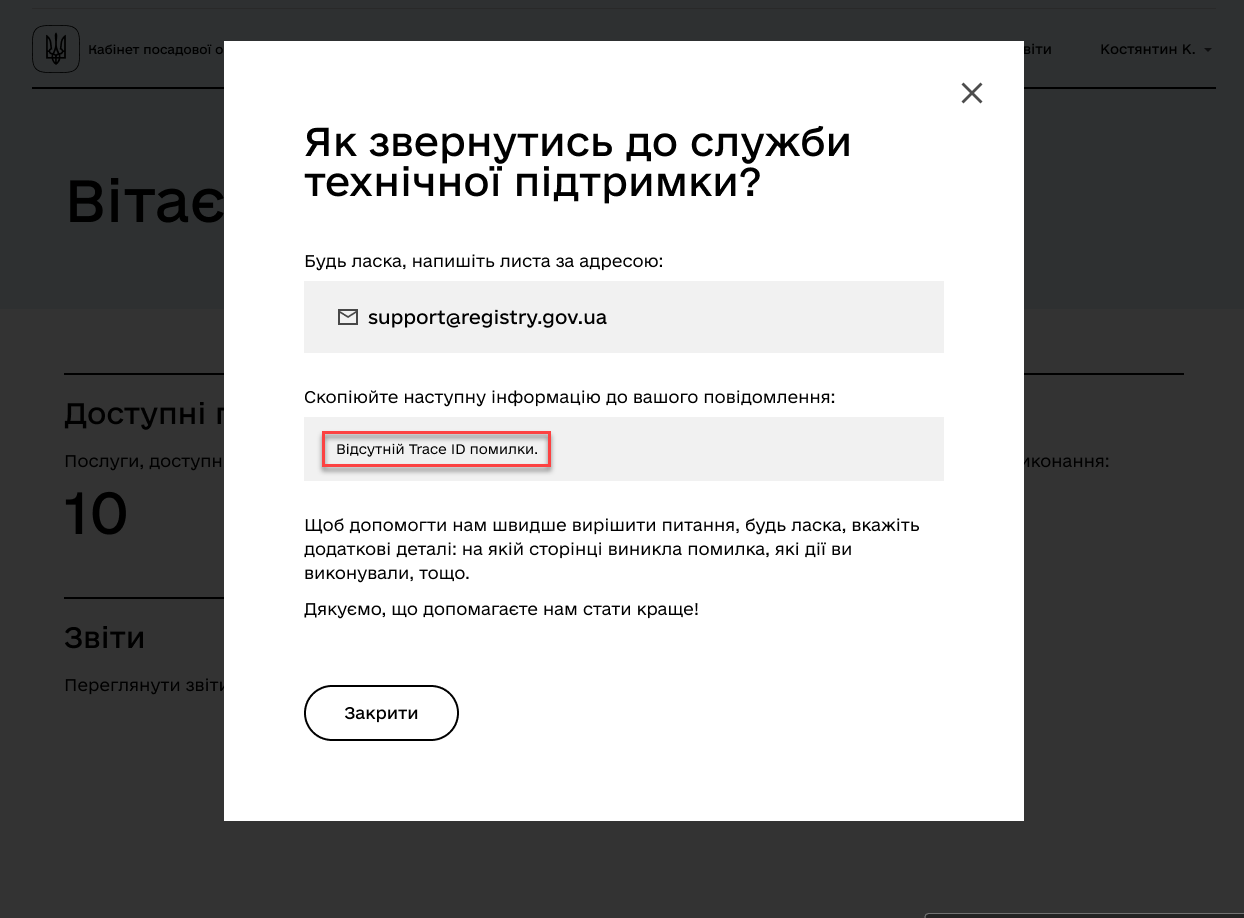 Кабінет посадової о
віти
Костянтин К.
Вітає
Як звернутись до служби
технічної підтримки?
Будь ласка, напишіть листа за адресою:
support@registry.gov.ua
Скопіюйте наступну інформацію до вашого повідомлення:
Відсутній Trace ID помилки.
Щоб допомогти нам швидше вирішити питання, будь ласка, вкажіть
додаткові деталі: на якій сторінці виникла помилка, які дії ви
виконували, тощо.
Дякуємо, що допомагаєте нам стати краще!
Закрити
Доступні п
Послуги, доступн
иконання:
10
Звіти
Переглянути звіти